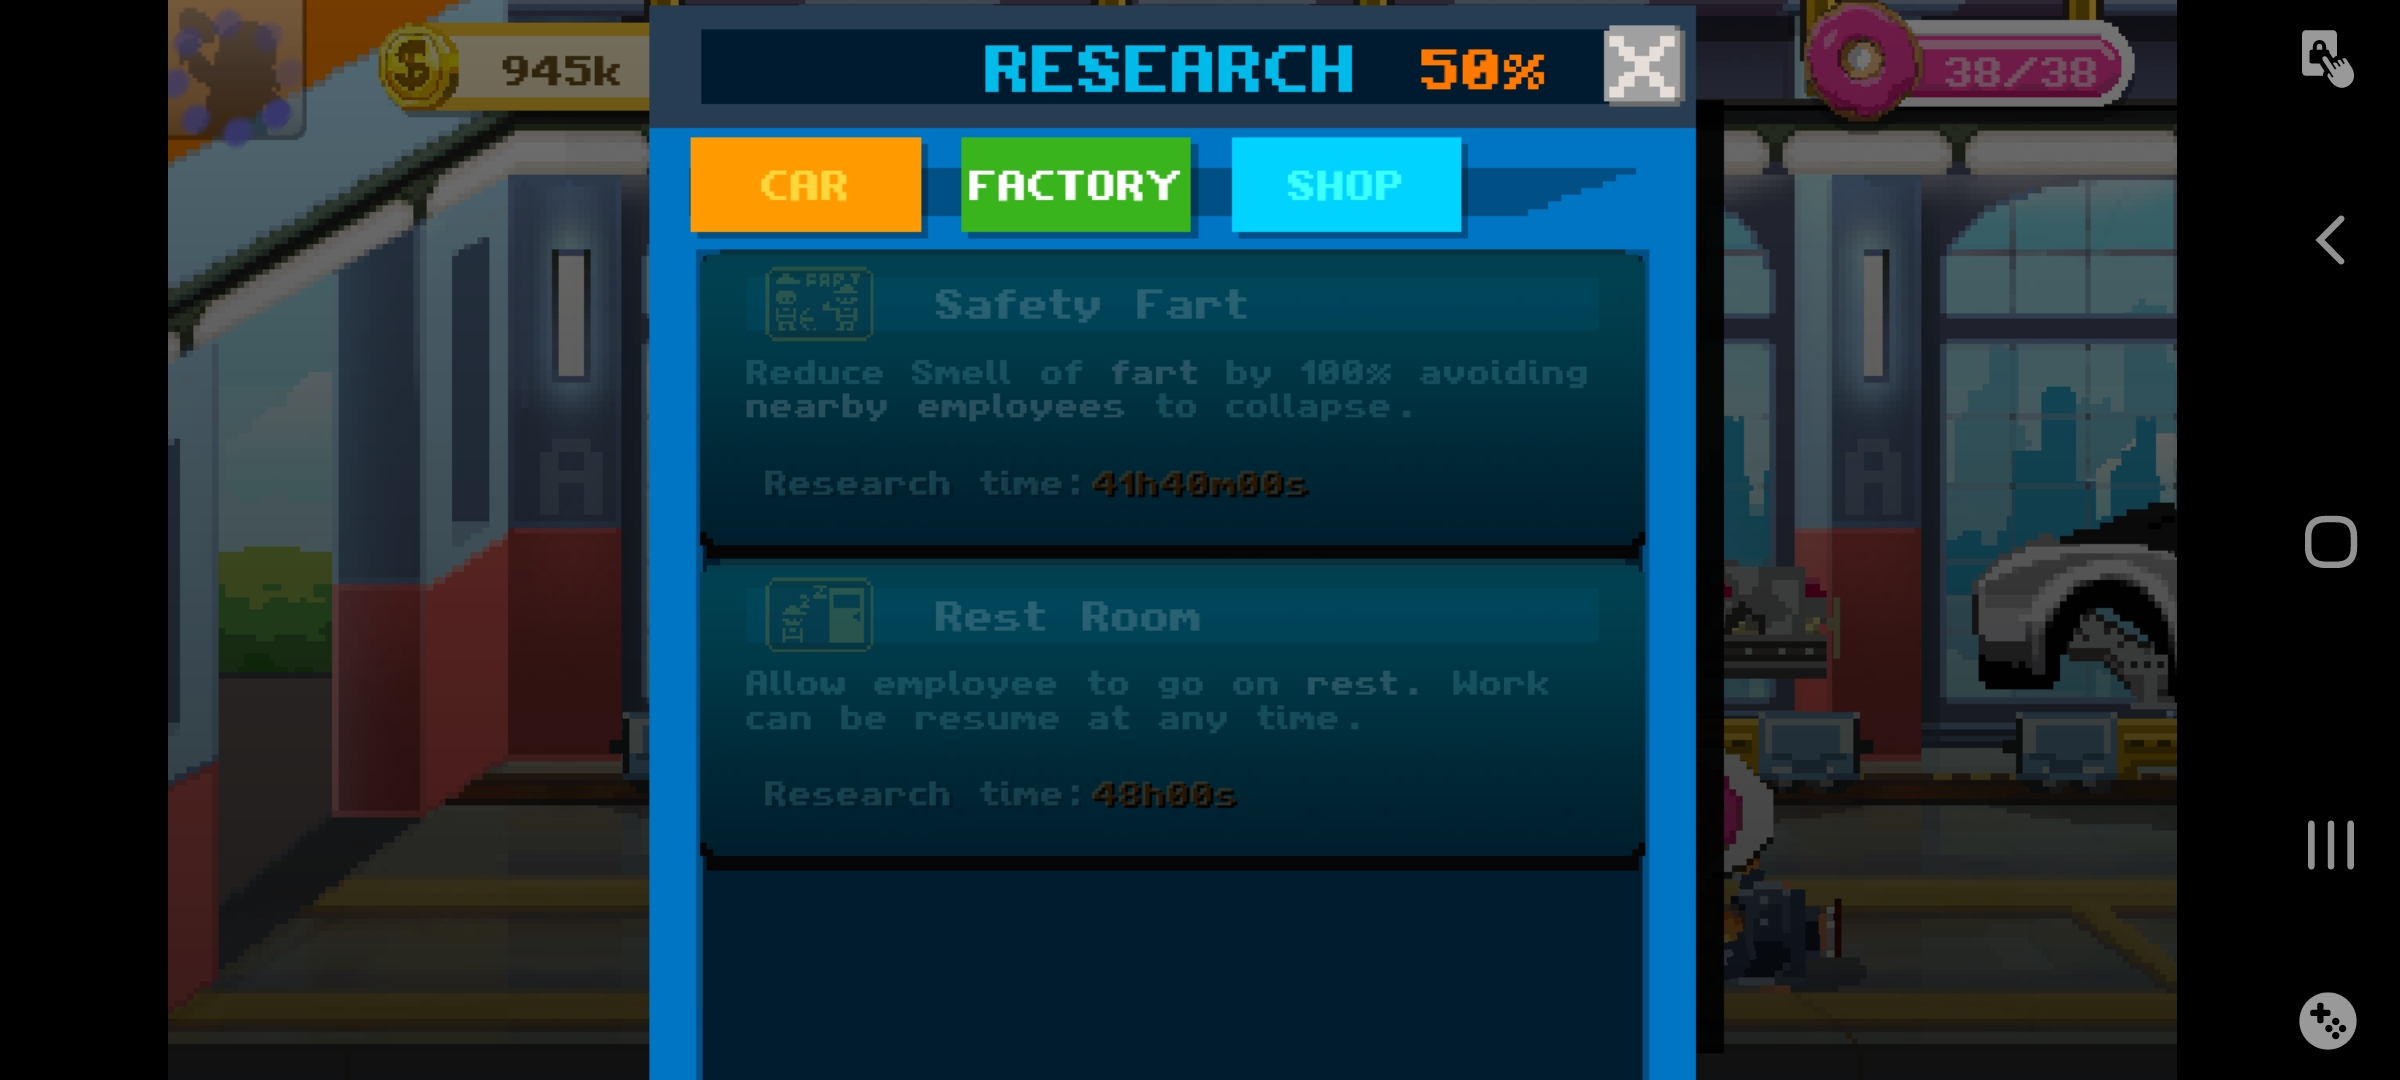 945k
RESEARCH 50%
38/38
CAR FACTORY SHOP
FART
Safety Fart
Reduce Smell of fart by 100% avoiding
nearby employees to collapse.
Research time:41h40m00s
zzZ
Rest Room
Allow employee to go on rest. Work
can be resume at any time.
Research time:48h00s
A
A